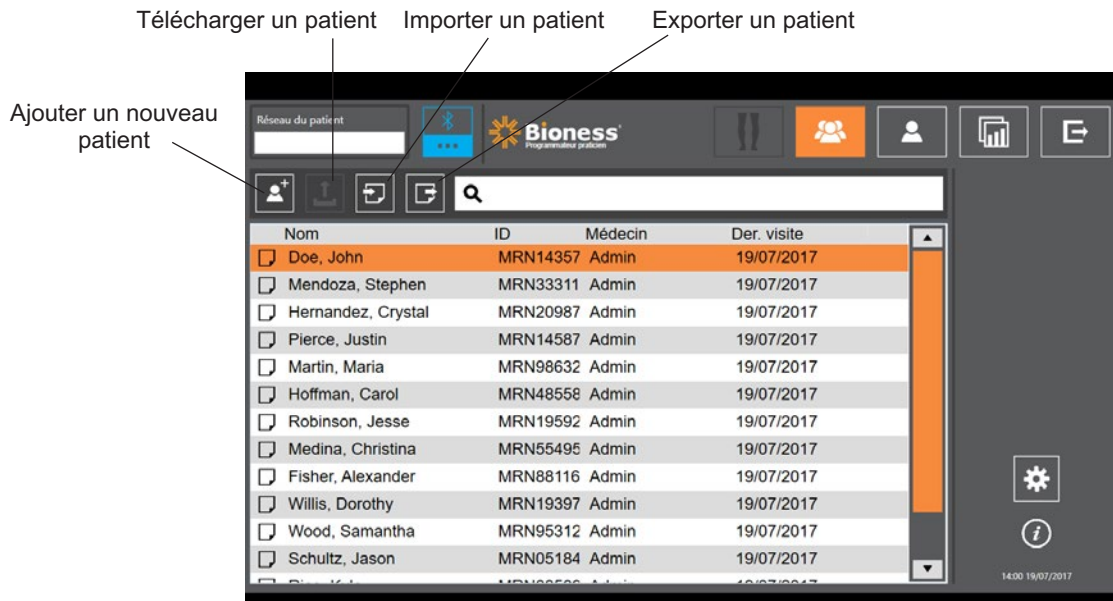 Télécharger un patient Importer un patient Exporter un patient
Ajouter un nouveau
patient
Réseau du patient
Bioness
Programmateur praticien
Nom ID Médecin Der. visite
Doe, John MRN14357 Admin 19/07/2017
Mendoza, Stephen MRN33311 Admin 19/07/2017
Hernandez, Crystal MRN20987 Admin 19/07/2017
Pierce, Justin MRN14587 Admin 19/07/2017
Martin, Maria MRN98632 Admin 19/07/2017
Hoffman, Carol MRN48558 Admin 19/07/2017
Robinson, Jesse MRN19592 Admin 19/07/2017
Medina, Christina MRN55495 Admin 19/07/2017
Fisher, Alexander MRN88116 Admin 19/07/2017
Willis, Dorothy MRN19397 Admin 19/07/2017
Wood, Samantha MRN95312 Admin 19/07/2017
Schultz, Jason MRN05184 Admin 19/07/2017
14:00 19/07/2017